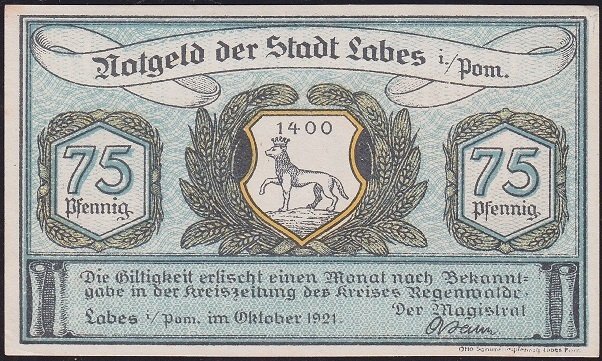 Notgeld der Stadt Labes i./Pom.
1400
75
Pfennig
75
Pfennig
Die Giltigkeit erlischt einen Monat nach Bekannt-
gabe in der Kreiszeitung des Kreises Regenwalde.
Labes i/Pom. im Oktober 1921. Der Magistrat